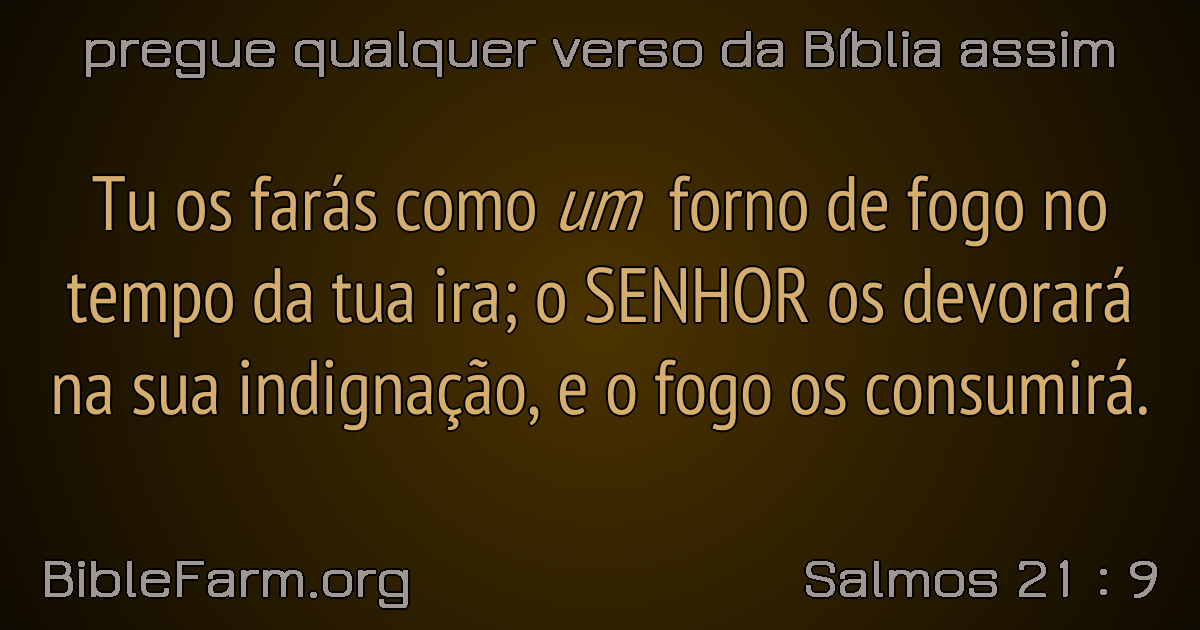 pregue qualquer verso da Bíblia assim
Tu os farás como um forno de fogo no
tempo da tua ira; o SENHOR os devorará
na sua indignação, e o fogo os consumirá.
BibleFarm.org
Salmos 21 : 9